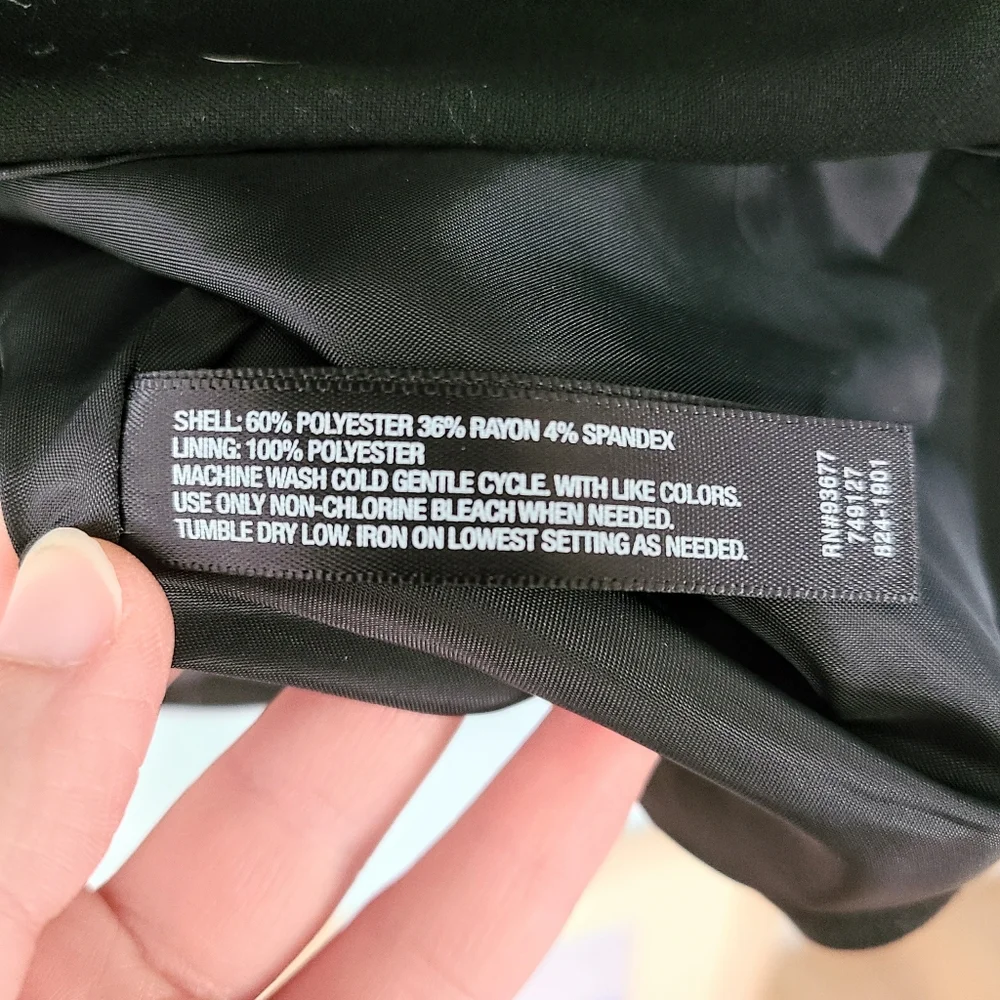 SHELL: 60% POLYESTER 36% RAYON 4% SPANDEX
LINING: 100% POLYESTER
MACHINE WASH COLD GENTLE CYCLE. WITH LIKE COLORS.
USE ONLY NON-CHLORINE BLEACH WHEN NEEDED.
TUMBLE DRY LOW. IRON ON LOWEST SETTING AS NEEDED.
RN#93677
749127
824-1901